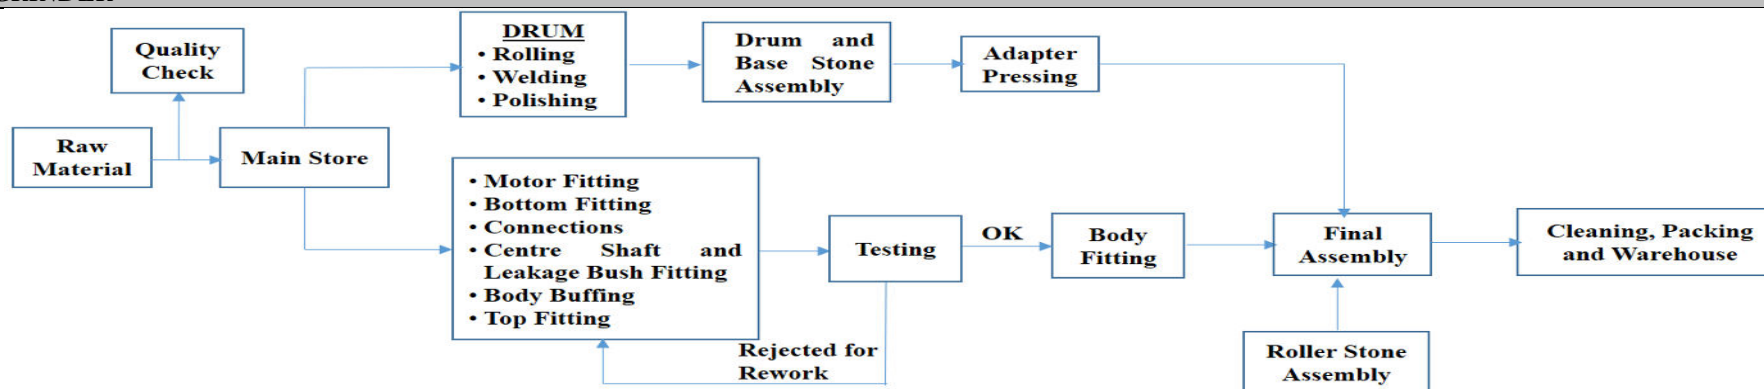 Quality
Check
Raw
Material
Main Store
DRUM
• Rolling
• Welding
• Polishing
Drum and
Base Stone
Assembly
Adapter
Pressing
• Motor Fitting
• Bottom Fitting
• Connections
• Centre Shaft and
Leakage Bush Fitting
• Body Buffing
• Top Fitting
Testing
Rejected for
Rework
OK
Body
Fitting
Final
Assembly
Roller Stone
Assembly
Cleaning, Packing
and Warehouse